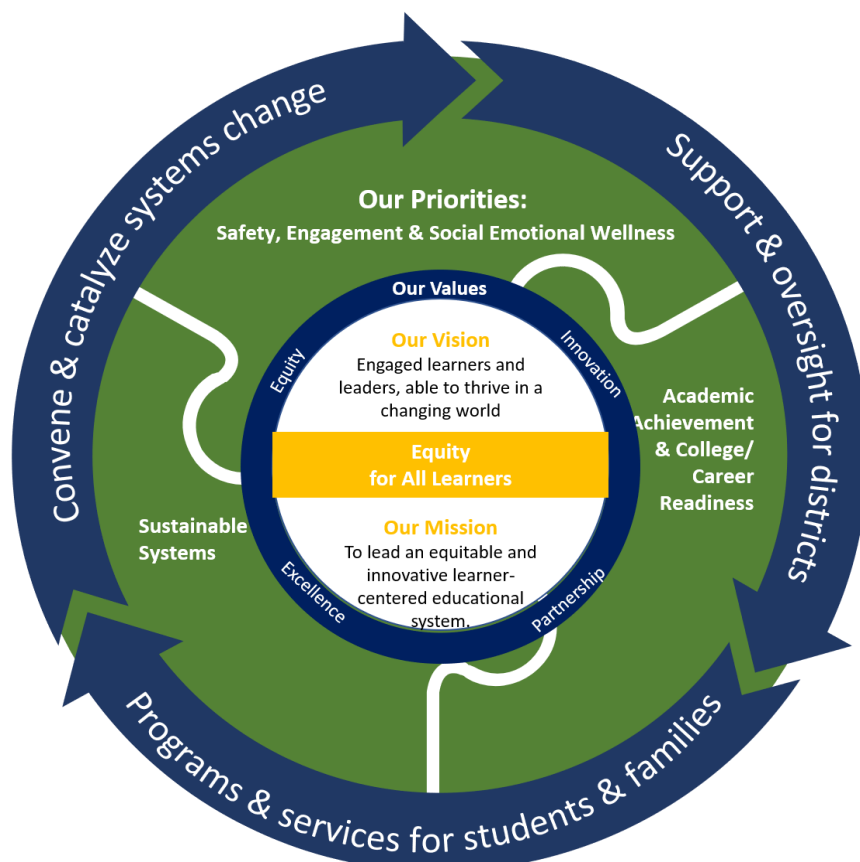 Convene & catalyze systems change
Support & oversight for districts
Programs & services for students & families
Our Priorities:
Safety, Engagement & Social Emotional Wellness
Academic
Achievement
& College/
Career
Readiness
Sustainable
Systems
Our Values
Equity
Innovation
Excellence
Partnership
Our Vision
Engaged learners and
leaders, able to thrive in a
changing world
Equity
for All Learners
Our Mission
To lead an equitable and
innovative learner-
centered educational
system.